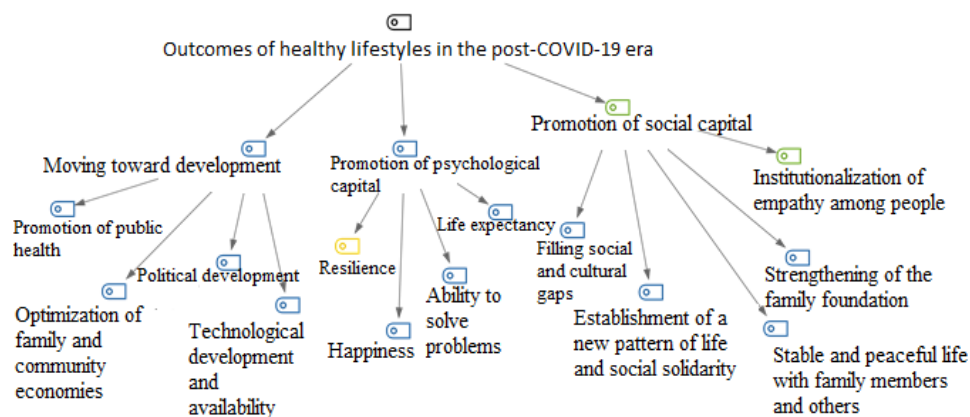 Outcomes of healthy lifestyles in the post-COVID-19 era
Moving toward development
Promotion of psychological
capital
Promotion of social capital
Promotion of public
health
Political development
Optimization of
family and
community
economies
Technological
development
and
availability
Resilience
Happiness
Ability to
solve
problems
Life expectancy
Filling social
and cultural
gaps
Establishment of a
new pattern of life
and social solidarity
Institutionalization of
empathy among people
Strengthening of the
family foundation
Stable and peaceful life
with family members
and others